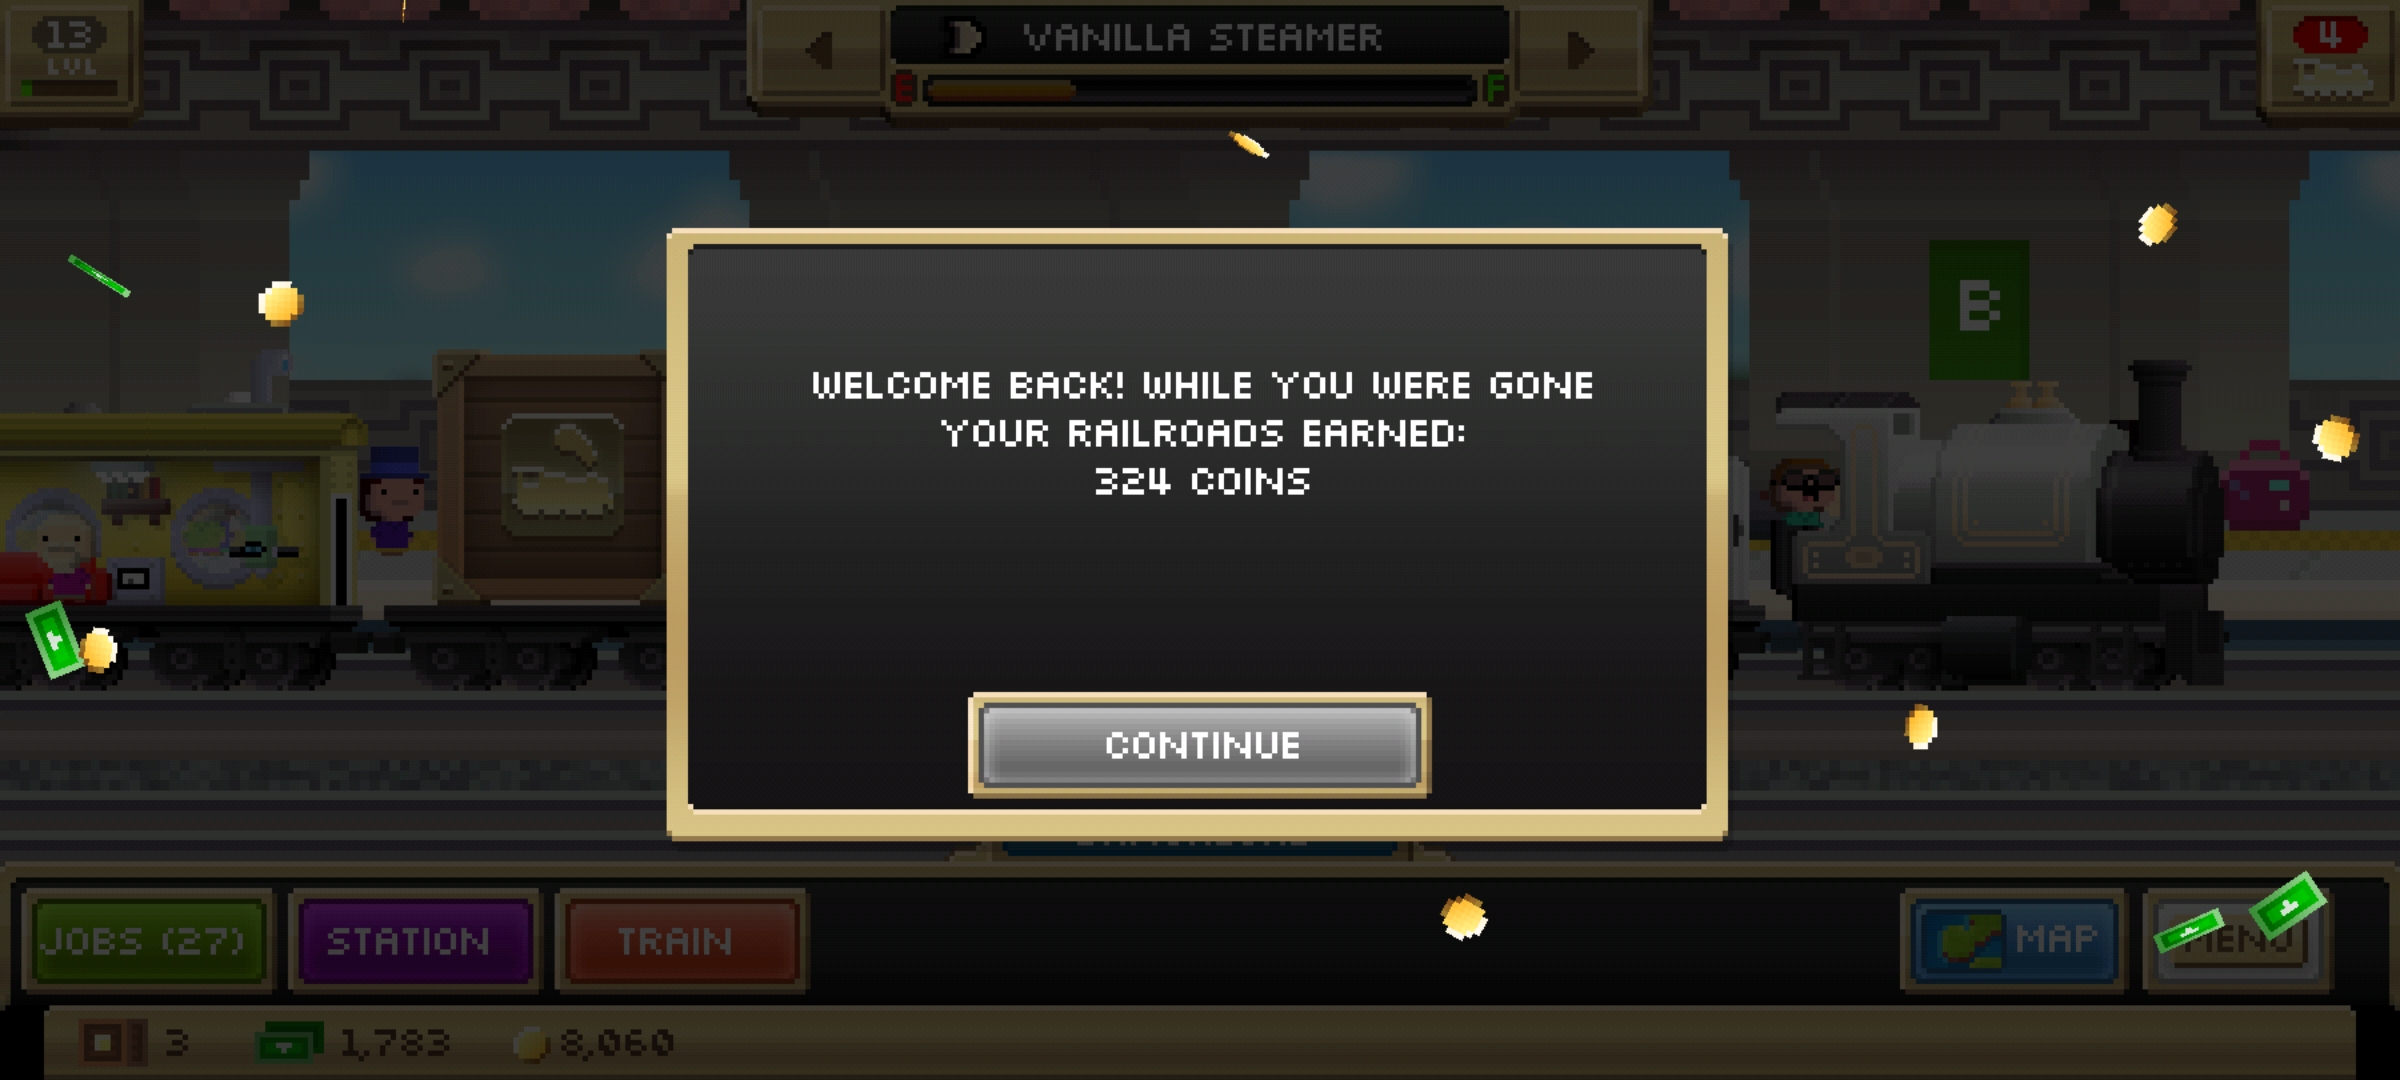 13
LVL
VANILLA STEAMER
E
F
4
B
WELCOME BACK! WHILE YOU WERE GONE
YOUR RAILROADS EARNED:
324 COINS
CONTINUE
JOBS (27)
STATION
TRAIN
MAP
MENU
3
1,783
8,060